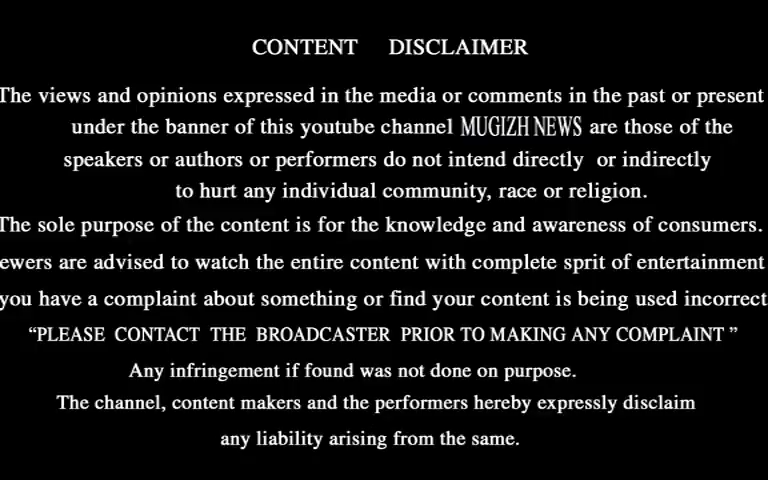 CONTENT DISCLAIMER
The views and opinions expressed in the media or comments in the past or present
under the banner of this youtube channel MUGIZH NEWS are those of the
speakers or authors or performers do not intend directly or indirectly
to hurt any individual community, race or religion.
The sole purpose of the content is for the knowledge and awareness of consumers.
ewers are advised to watch the entire content with complete sprit of entertainment
you have a complaint about something or find your content is being used incorrect
“PLEASE CONTACT THE BROADCASTER PRIOR TO MAKING ANY COMPLAINT ”
Any infringement if found was not done on purpose.
The channel, content makers and the performers hereby expressly disclaim
any liability arising from the same.